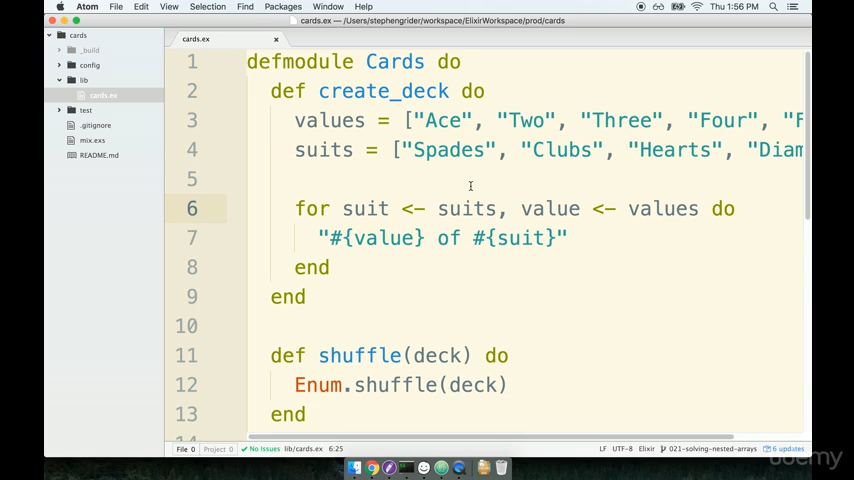 Atom File Edit View Selection Find Packages Window Help Thu 1:56 PM
cards.ex — /Users/stephengrider/workspace/ElixirWorkspace/prod/cards
cards
_build
config
lib
cards.ex
test
.gitignore
mix.exs
README.md
cards.ex
1 defmodule Cards do
2 def create_deck do
3 values = ["Ace", "Two", "Three", "Four", "F
4 suits = ["Spades", "Clubs", "Hearts", "Diam
5
6 for suit <- suits, value <- values do
7 "#{value} of #{suit}"
8 end
9 end
10
11 def shuffle(deck) do
12 Enum.shuffle(deck)
13 end
File 0 Project 0 No Issues lib/cards.ex 6:25 LF UTF-8 Elixir 021-solving-nested-arrays 6 updates
udemy